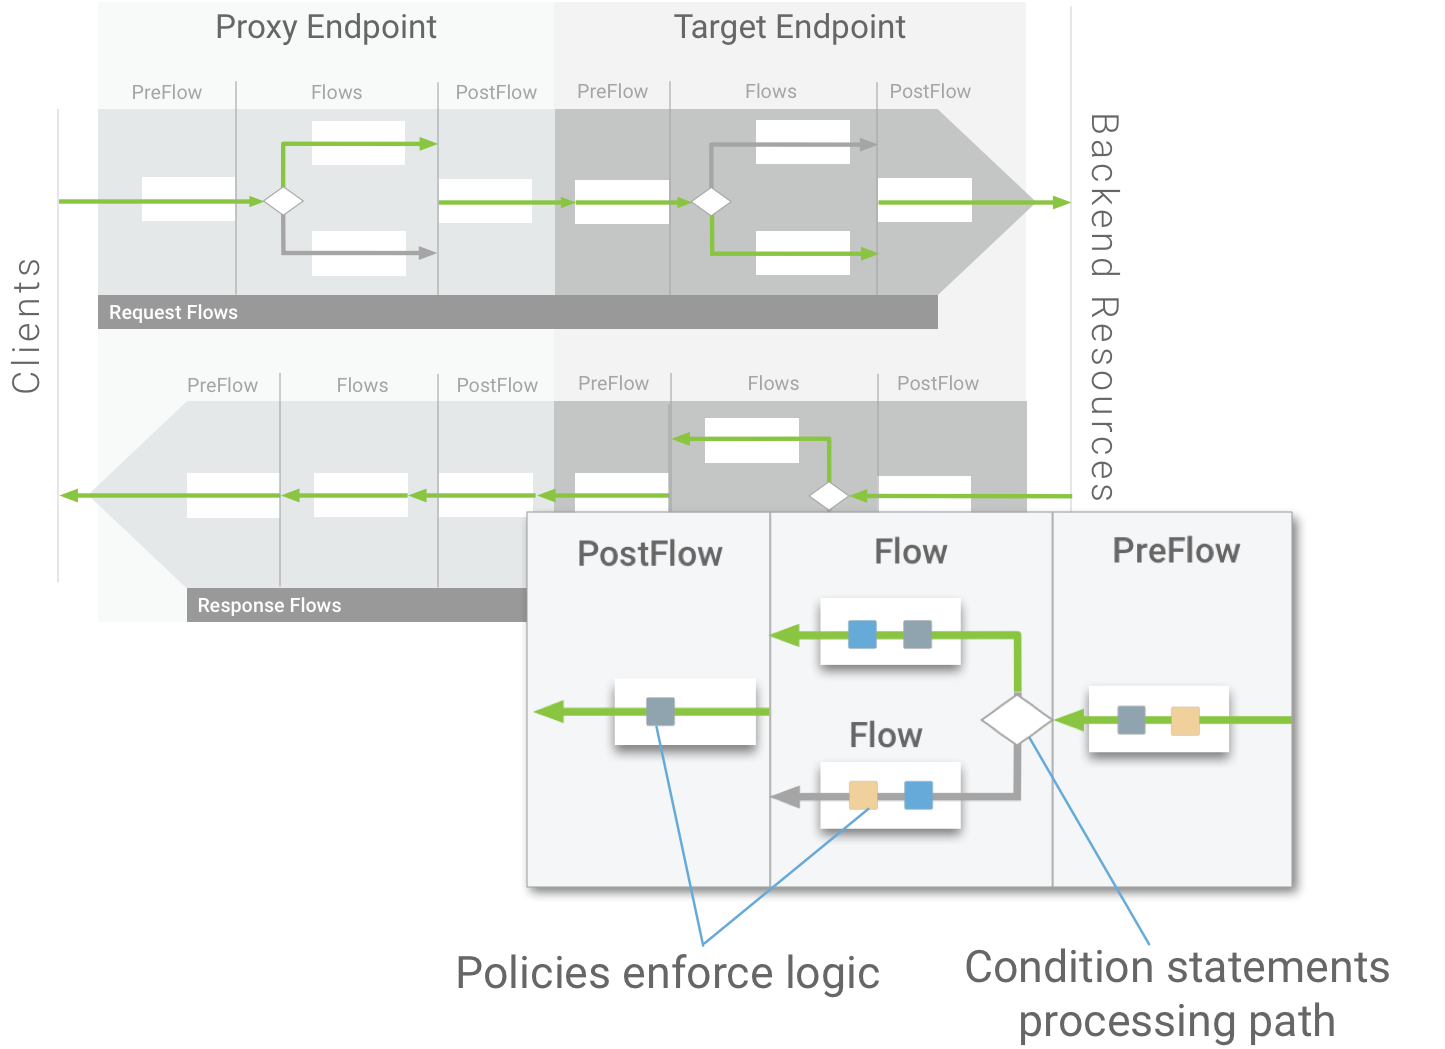 Proxy Endpoint
Target Endpoint
PreFlow
Flows
PostFlow
PreFlow
Flows
PostFlow
Request Flows
Clients
Backend Resources
PreFlow
Flows
PostFlow
PreFlow
Flows
PostFlow
Response Flows
PostFlow
Flow
PreFlow
Flow
Policies enforce logic
Condition statements
processing path